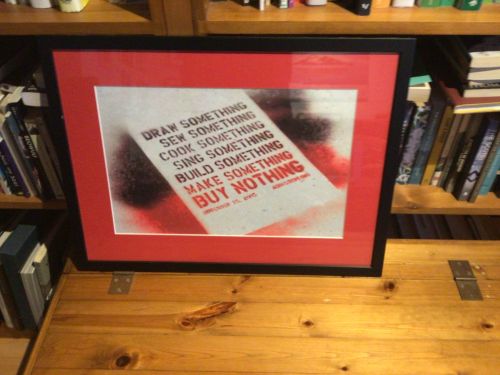 DRAW SOMETHING
SEW SOMETHING
COOK SOMETHING
SING SOMETHING
BUILD SOMETHING
MAKE SOMETHING
BUY NOTHING